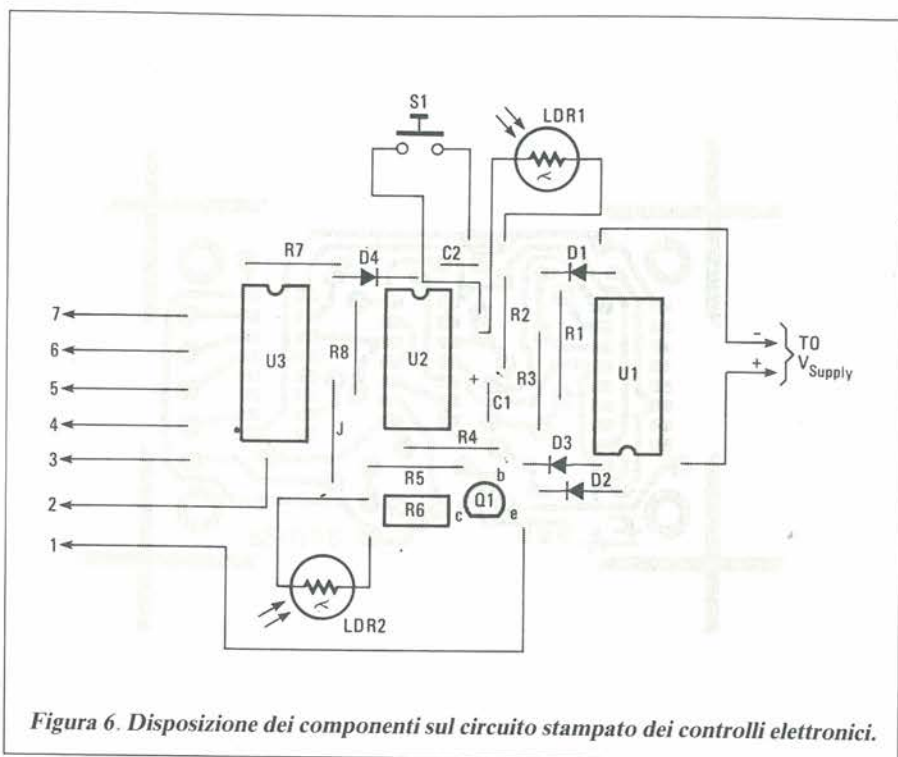 S1
LDR1
λ
R7
D4
C2
D1
7
6
5
4
3
2
1
U3
R8
U2
R2
R3
R1
U1
-
+
TO
VSupply
+
C1
J
R4
D3
D2
R5
b
R6
c
Q1
e
λ
LDR2
Figura 6. Disposizione dei componenti sul circuito stampato dei controlli elettronici.